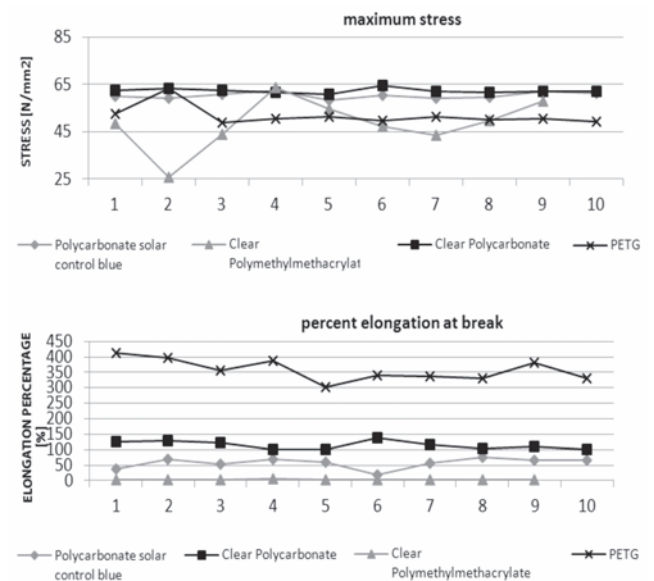 maximum stress
STRESS [N/mm2]
85
65
45
25
1 2 3 4 5 6 7 8 9 10
Polycarbonate solar control blue
Clear Polymethylmethacrylat
Clear Polycarbonate
PETG
percent elongation at break
ELONGATION PERCENTAGE
[%]
450
400
350
300
250
200
150
100
50
0
1 2 3 4 5 6 7 8 9 10
Polycarbonate solar control blue
Clear Polycarbonate
Clear Polymethylmethacrylate
PETG